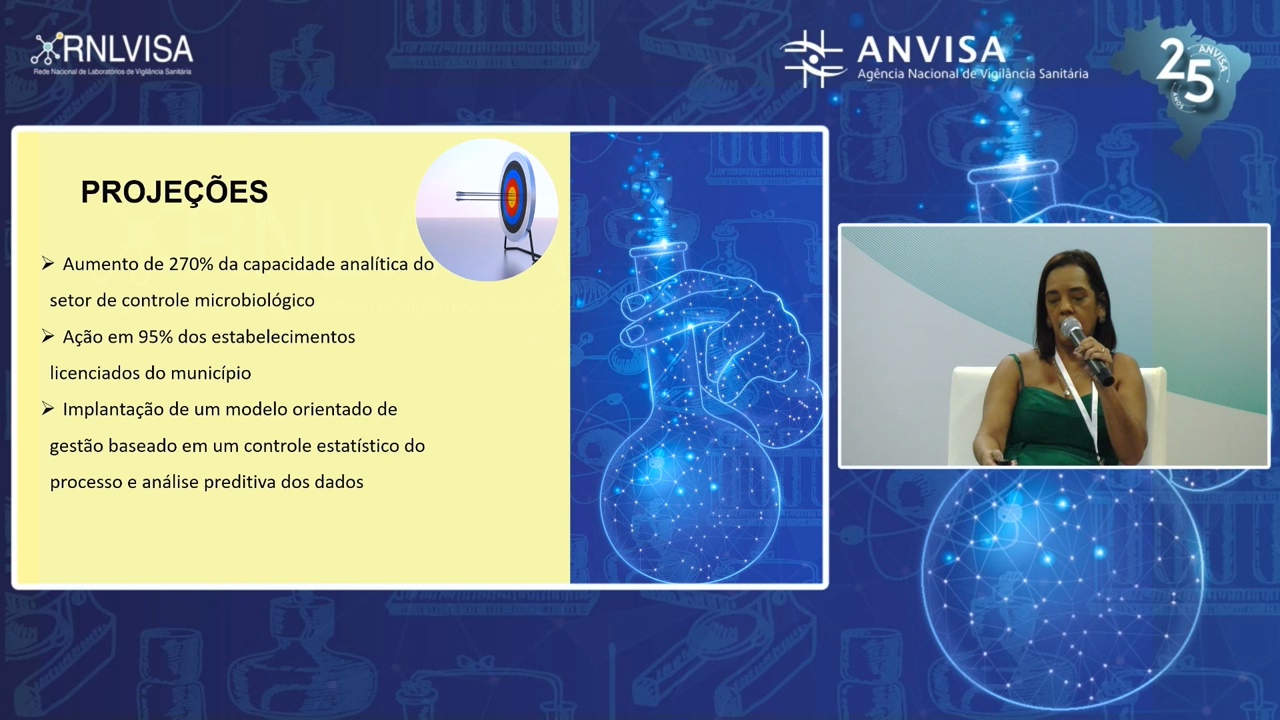 RNLVISA
Rede Nacional de Laboratórios de Vigilância Sanitária
ANVISA
Agência Nacional de Vigilância Sanitária
25
ANVISA
ANOS
PROJEÇÕES
➢ Aumento de 270% da capacidade analítica do
setor de controle microbiológico
➢ Ação em 95% dos estabelecimentos
licenciados do município
➢ Implantação de um modelo orientado de
gestão baseado em um controle estatístico do
processo e análise preditiva dos dados